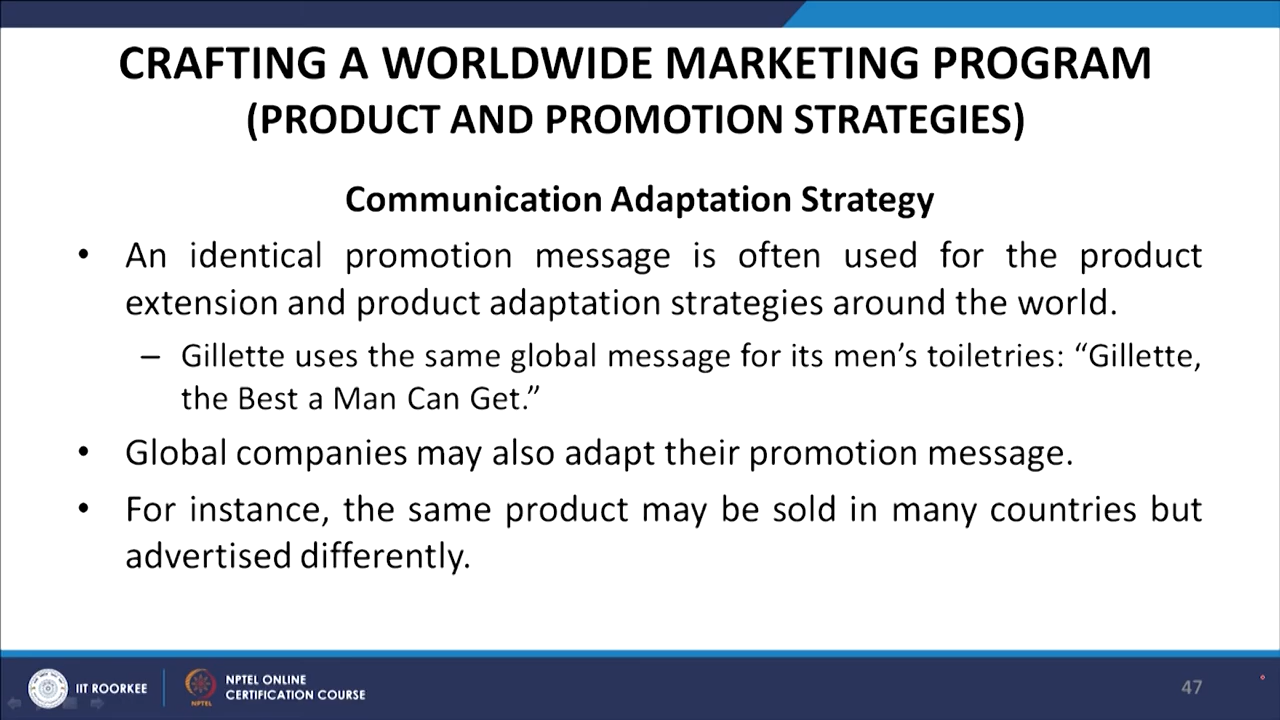 CRAFTING A WORLDWIDE MARKETING PROGRAM
(PRODUCT AND PROMOTION STRATEGIES)
Communication Adaptation Strategy
• An identical promotion message is often used for the product
extension and product adaptation strategies around the world.
– Gillette uses the same global message for its men’s toiletries: “Gillette,
the Best a Man Can Get.”
• Global companies may also adapt their promotion message.
• For instance, the same product may be sold in many countries but
advertised differently.
IIT ROORKEE
NPTEL
NPTEL ONLINE
CERTIFICATION COURSE
47